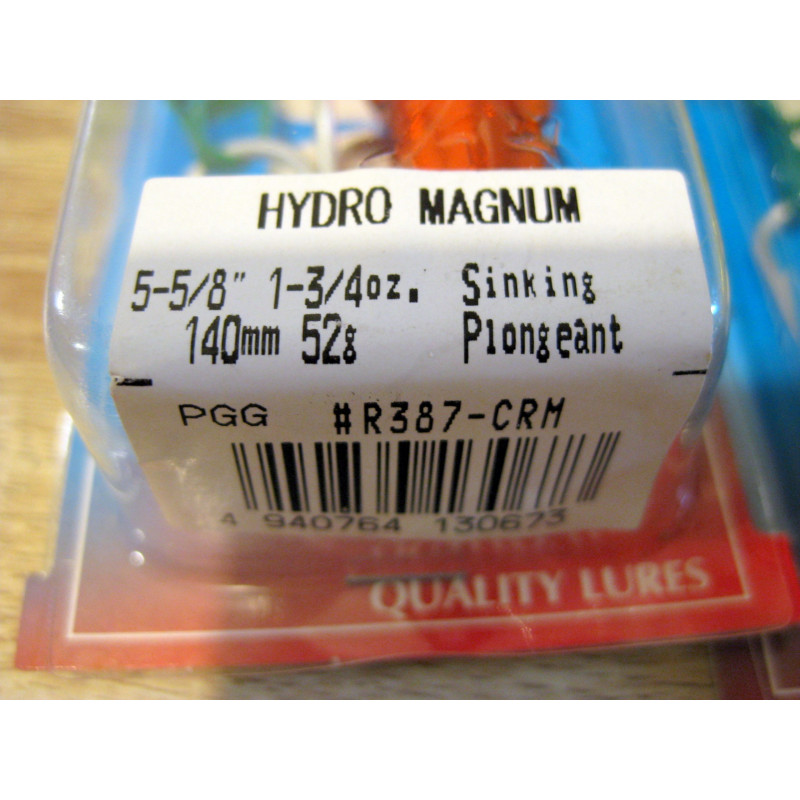 HYDRO MAGNUM
5-5/8" 1-3/4oz. Sinking
140mm 52g Plongeant
PGG #R387-CRM
4 940764 130673
QUALITY LURES